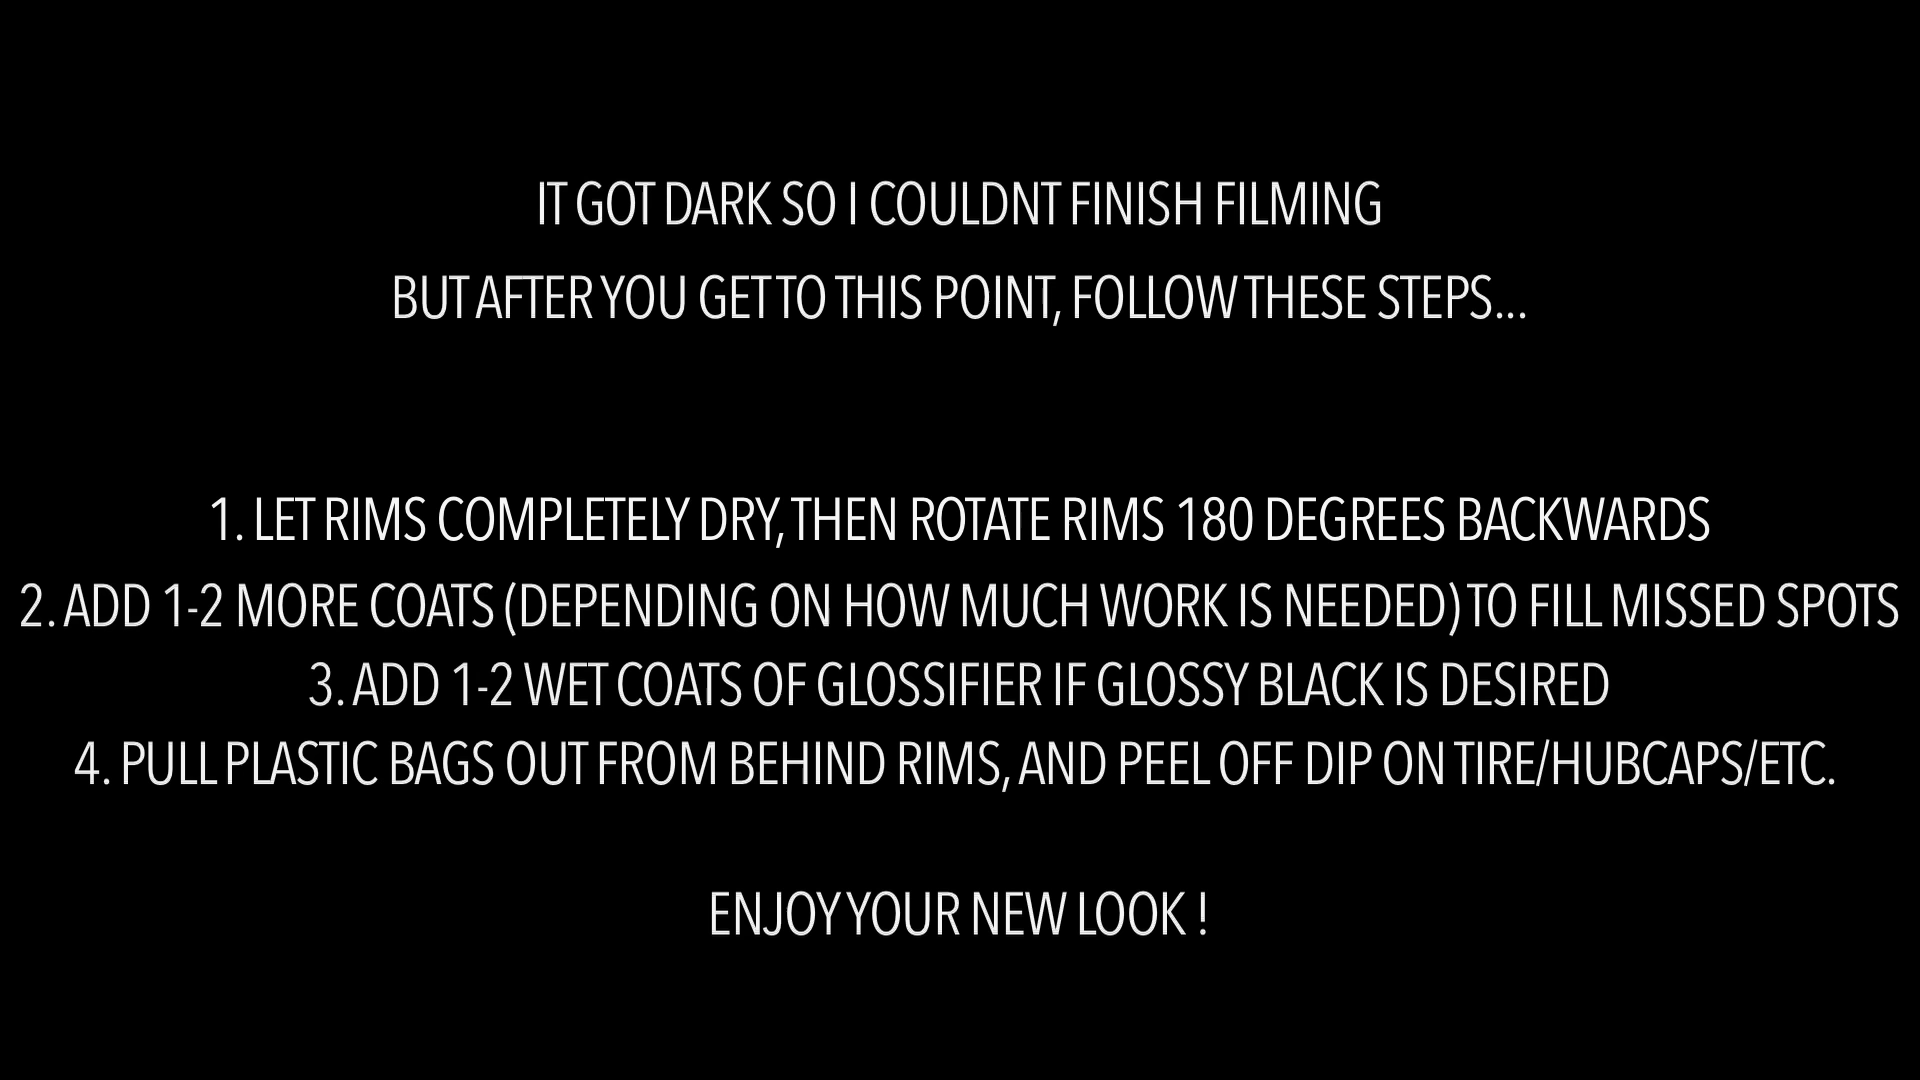 IT GOT DARK SO I COULDNT FINISH FILMING
BUT AFTER YOU GET TO THIS POINT, FOLLOW THESE STEPS...
1. LET RIMS COMPLETELY DRY, THEN ROTATE RIMS 180 DEGREES BACKWARDS
2. ADD 1-2 MORE COATS (DEPENDING ON HOW MUCH WORK IS NEEDED) TO FILL MISSED SPOTS
3. ADD 1-2 WET COATS OF GLOSSIFIER IF GLOSSY BLACK IS DESIRED
4. PULL PLASTIC BAGS OUT FROM BEHIND RIMS, AND PEEL OFF DIP ON TIRE/HUBCAPS/ETC.
ENJOY YOUR NEW LOOK !